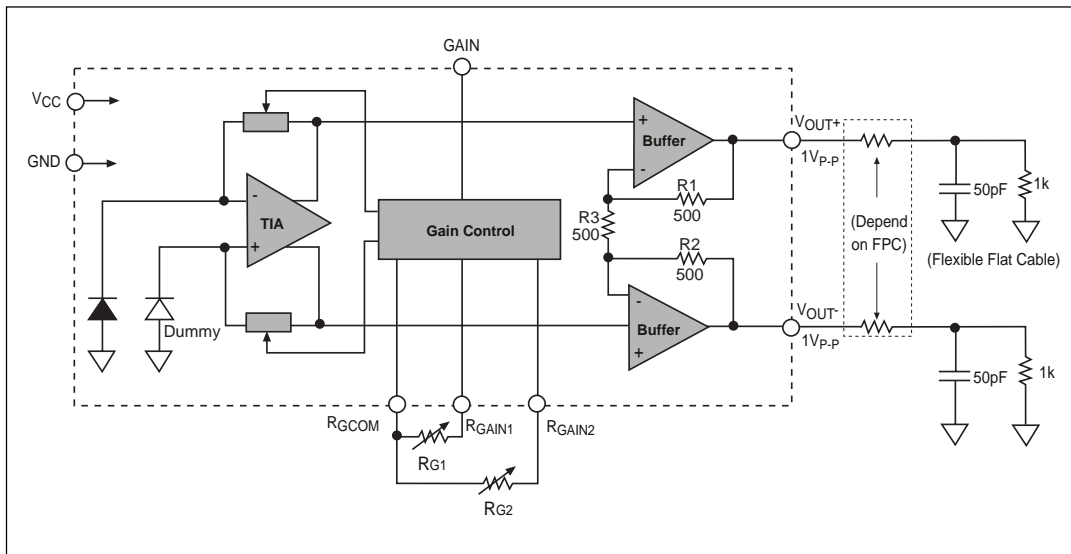 GAIN
VCC
GND
TIA
Dummy
Gain Control
+
Buffer
-
R1
500
R3
500
R2
500
-
Buffer
+
-
+
VOUT+
1VP-P
50pF
1k
(Depend
on FPC)
(Flexible Flat Cable)
VOUT-
1VP-P
50pF
1k
RGCOM
RGAIN1
RGAIN2
RG1
RG2